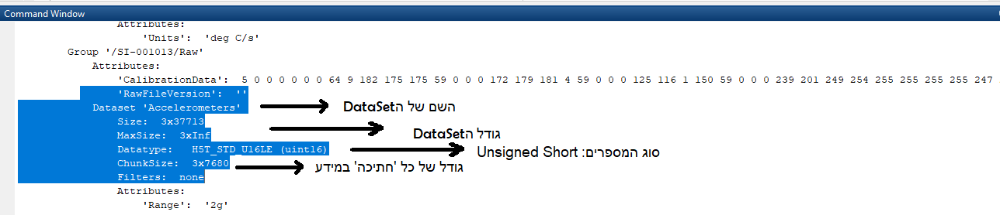 Command Window
Attributes:
'Units': 'deg C/s'
Group '/SI-001013/Raw'
Attributes:
'CalibrationData': 5 0 0 0 0 0 0 64 9 182 175 175 59 0 0 0 172 179 181 4 59 0 0 0 125 116 1 150 59 0 0 0 239 201 249 254 255 255 255 255 247
'RawFileVersion': ''
Dataset 'Accelerometers'
השם של הDataSet
Size: 3x37713
MaxSize: 3xInf
גודל הDataSet
Datatype: H5T_STD_U16LE (uint16)
סוג המספרים: Unsigned Short
ChunkSize: 3x7680
גודל של כל 'חתיכה' במידע
Filters: none
Attributes:
'Range': '2g'